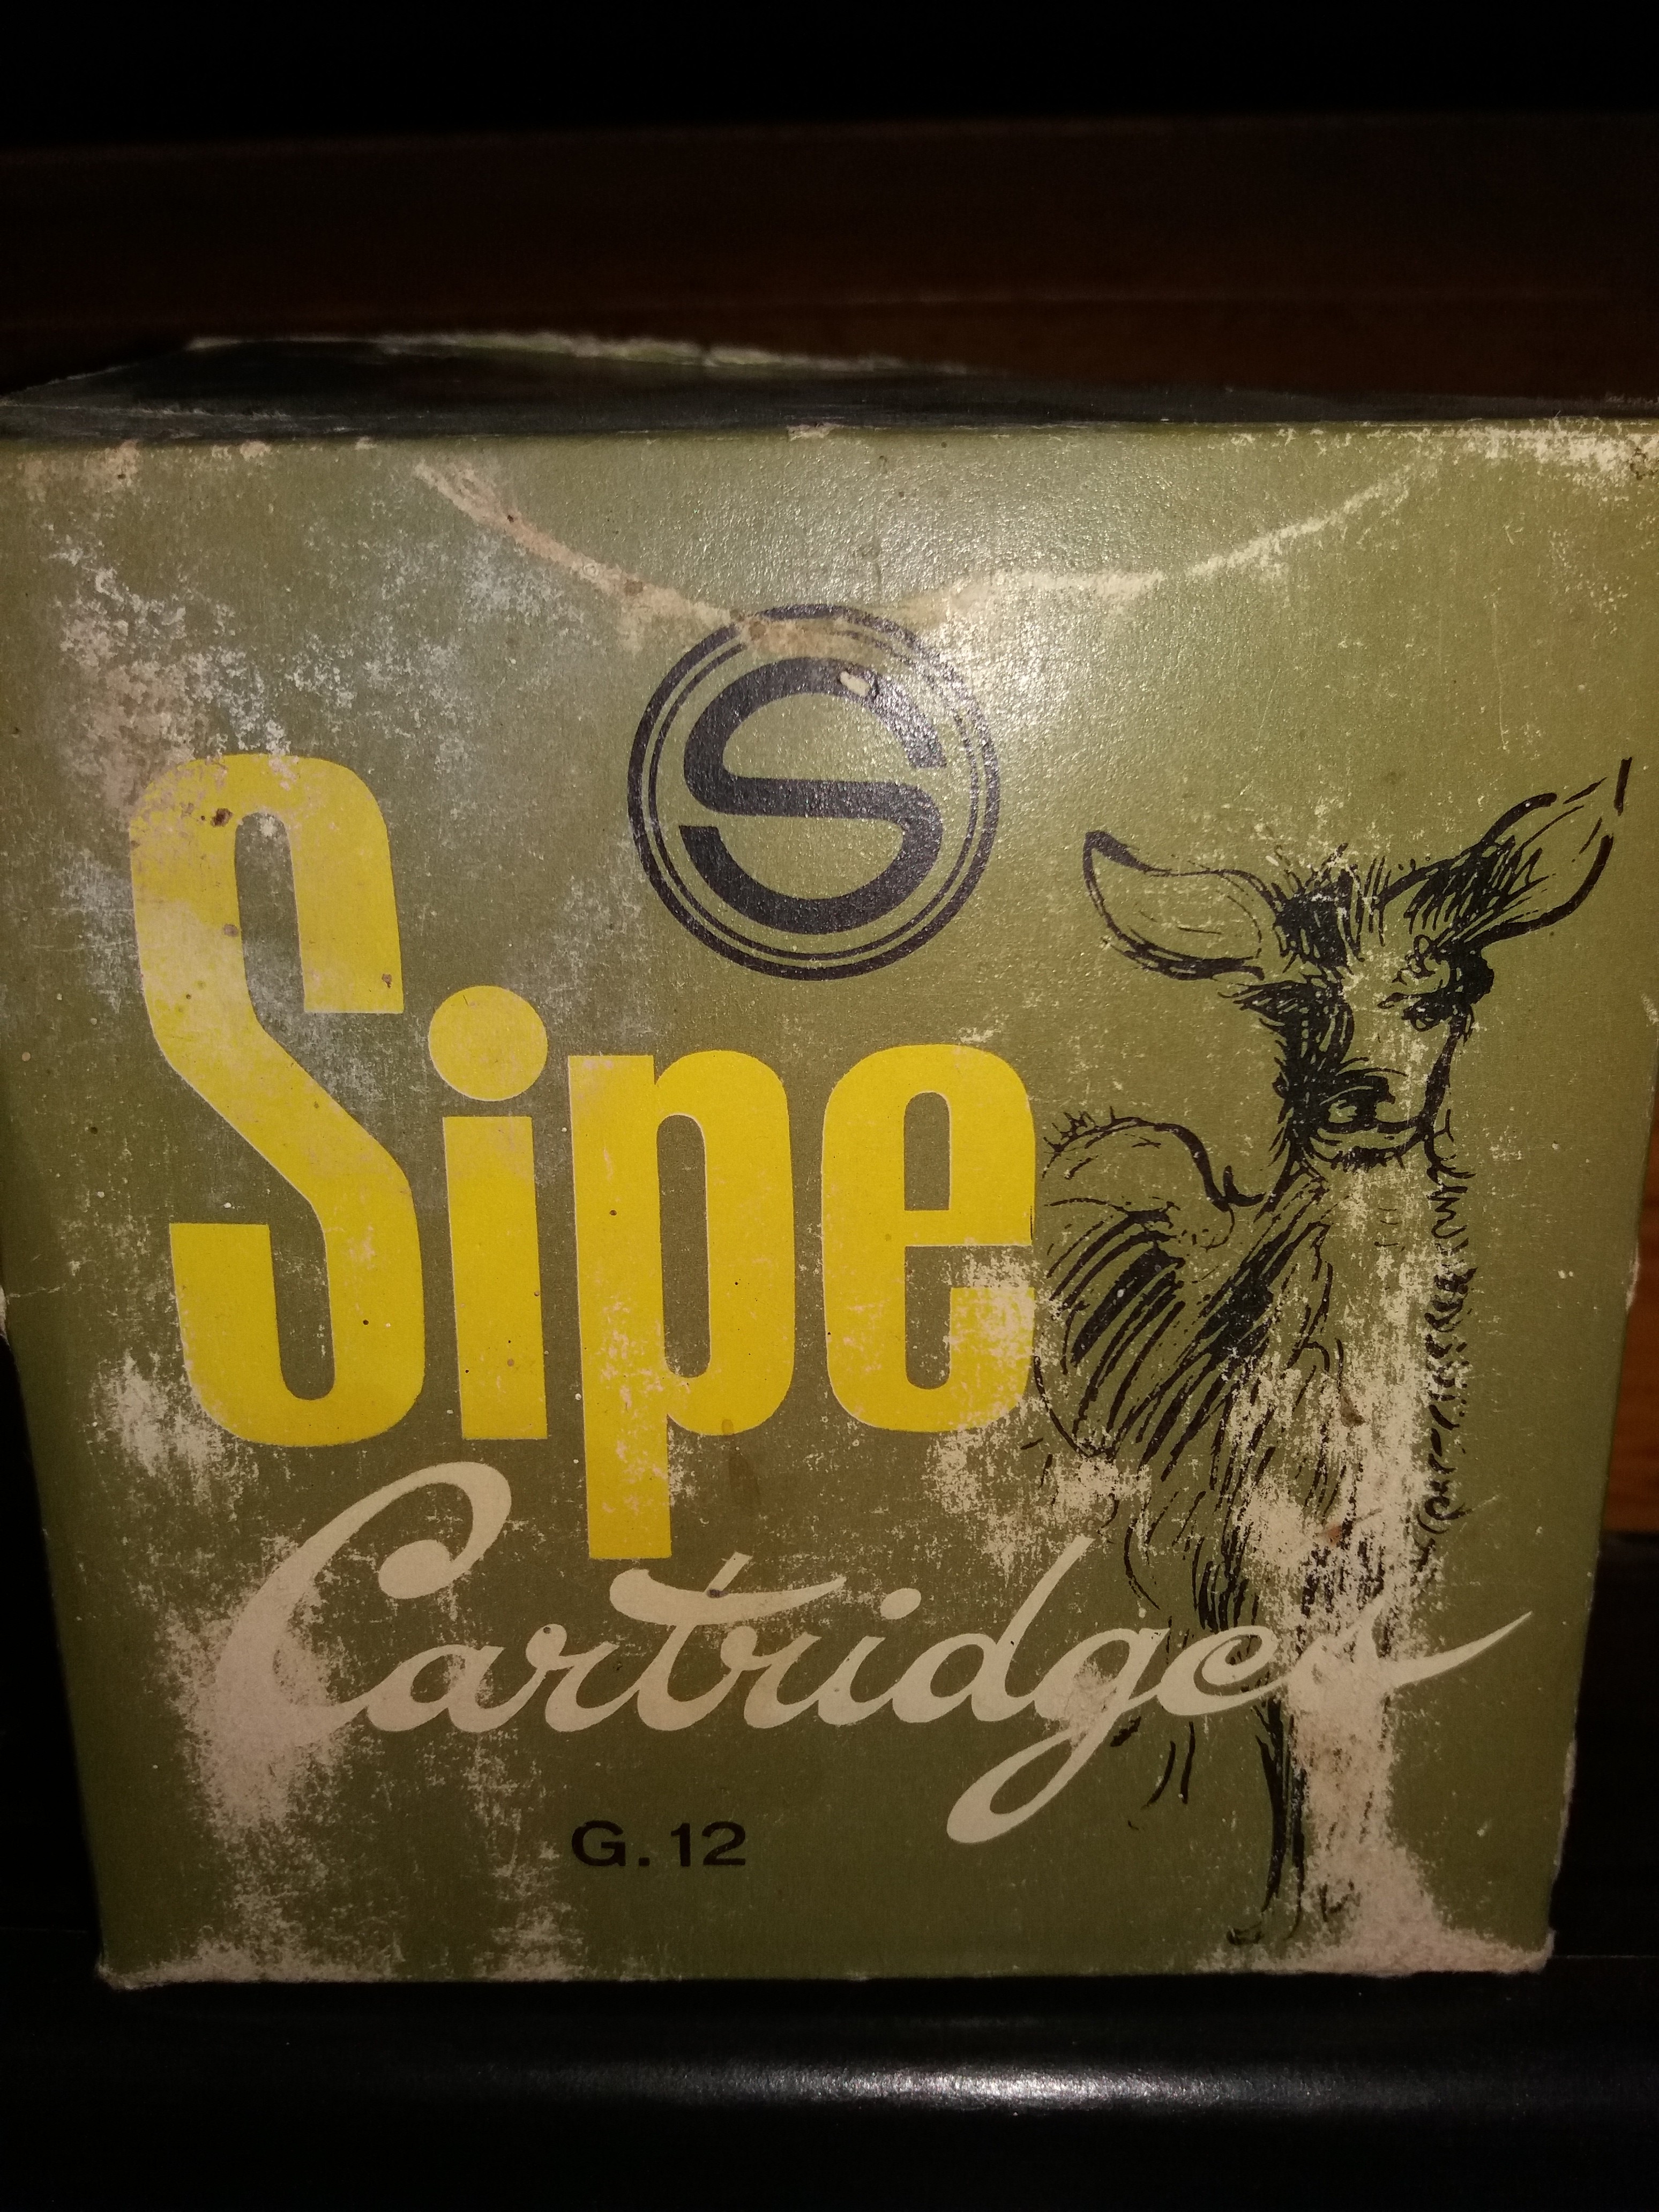 S
Sipe
Cartridges
G.12